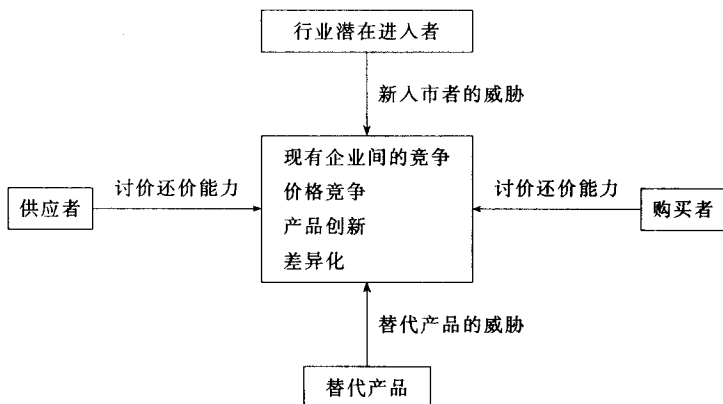 行业潜在进入者
新入市者的威胁
现有企业间的竞争
价格竞争
产品创新
差异化
供应者
讨价还价能力
讨价还价能力
购买者
替代产品的威胁
替代产品